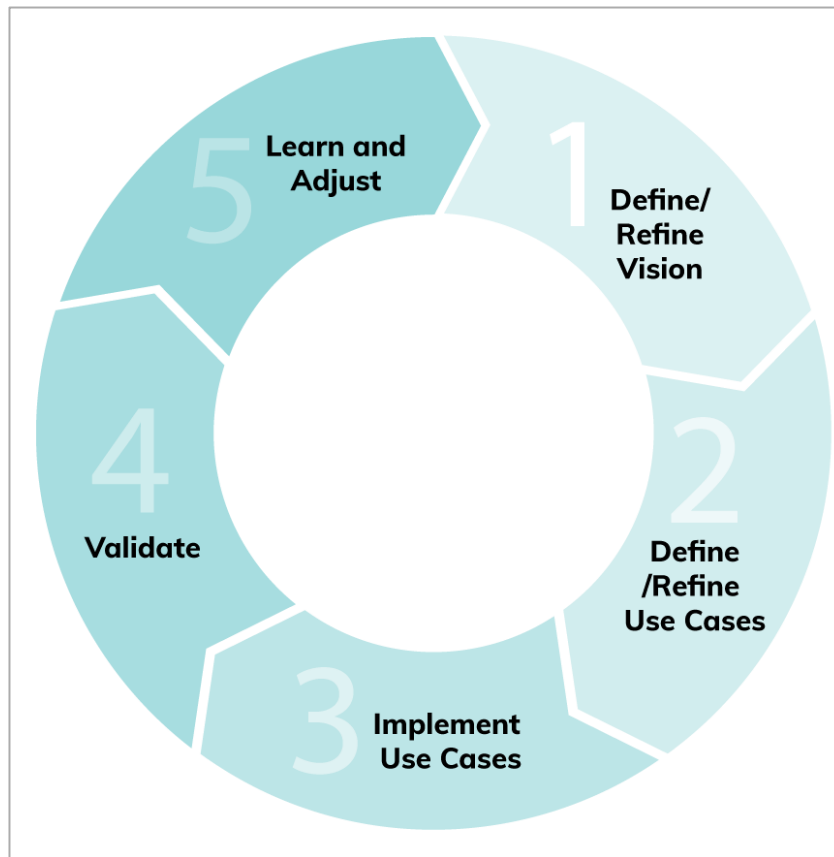 1
Define/
Refine
Vision
2
Define
/Refine
Use Cases
3
Implement
Use Cases
4
Validate
5
Learn and
Adjust